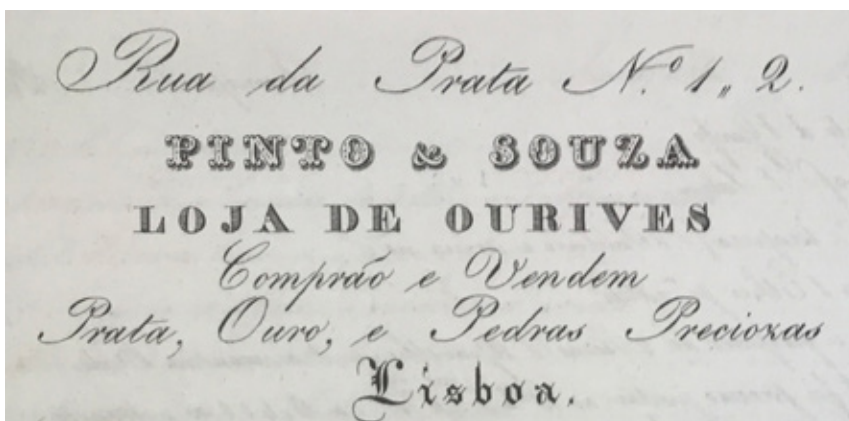 Rua da Prata N.º 1,, 2.
PINTO & SOUZA
LOJA DE OURIVES
Comprão e Vendem
Prata, Ouro, e Pedras Preciozas
Lisboa.